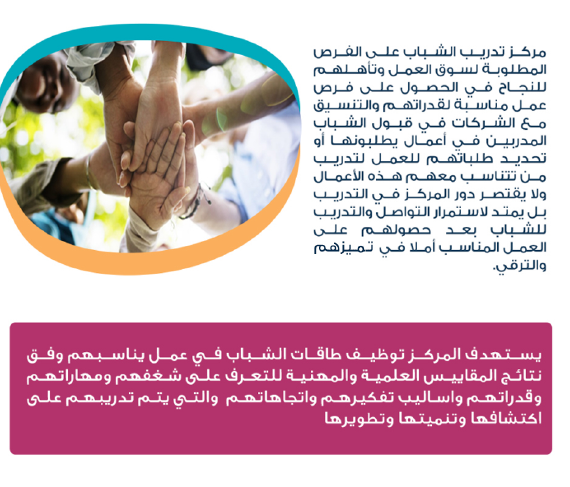 مركز تدريب الشباب على الفرص
المطلوبة لسوق العمل وتأهلهم
للنجاح في الحصول على فرص
عمل مناسبة لقدراتهم والتنسيق
مع الشركات في قبول الشباب
المدربين في أعمال يطلبونها أو
تحديد طلباتهم للعمل لتدريب
من تتناسب معهم هذه الأعمال
ولا يقتصر دور المركز في التدريب
بل يمتد لاستمرار التواصل والتدريب
للشباب بعد حصولهم على
العمل المناسب أملا في تميزهم
والترقي.
يستهدف المركز توظيف طاقات الشباب في عمل يناسبهم وفق
نتائج المقاييس العلمية والمهنية للتعرف على شغفهم ومهاراتهم
وقدراتهم واساليب تفكيرهم واتجاهاتهم والتي يتم تدريبهم على
اكتشافها وتنميتها وتطويرها